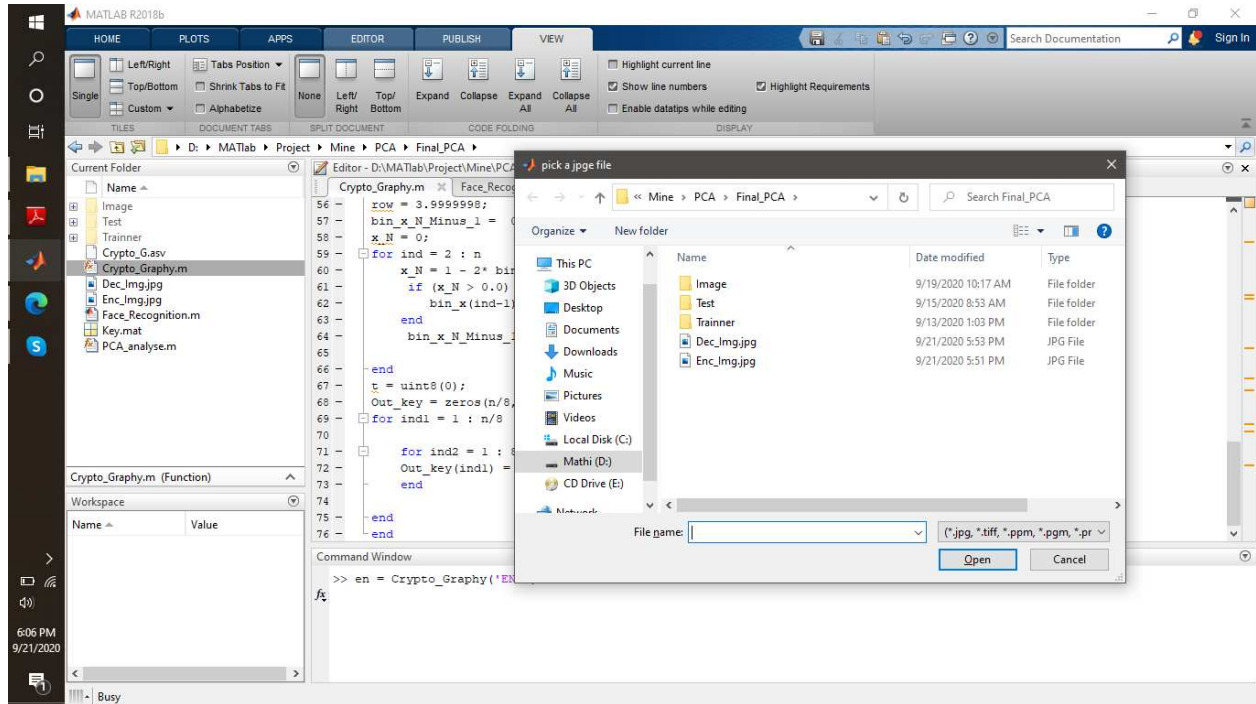 MATLAB R2018b
HOME PLOTS APPS EDITOR PUBLISH VIEW
Search Documentation
Sign In
Single
Left/Right
Top/Bottom
Custom
Tabs Position
Shrink Tabs to Fit
Alphabetize
None
Left/Right
Top/Bottom
Expand
Collapse
Expand All
Collapse All
Highlight current line
Show line numbers
Enable datatips while editing
Highlight Requirements
TILES DOCUMENT TABS SPLIT DOCUMENT CODE FOLDING DISPLAY
D: MATlab Project Mine PCA Final_PCA
Current Folder
Name
Image
Test
Trainner
Crypto_G.asv
Crypto_Graphy.m
Dec_Img.jpg
Enc_Img.jpg
Face_Recognition.m
Key.mat
PCA_analyse.m
Crypto_Graphy.m (Function)
Workspace
Name Value
Editor - D:\MATlab\Project\Mine\PCA
Crypto_Graphy.m
56 row = 3.9999998;
57 bin_x_N_Minus_1 =
58 x_N = 0;
59 for ind = 2 : n
60 x_N = 1 - 2*
61 if (x_N > 0.0)
62 bin_x(ind-1)
63 end
64 bin_x_N_Minus_
65
66 end
67 t = uint8(0);
68 Out_key = zeros(n/8,
69 for ind1 = 1 : n/8
70
71 for ind2 = 1 :
72 Out_key(ind1) =
73 end
74
75 end
76 end
Command Window
>> en = Crypto_Graphy('EN
fx
pick a jpge file
« Mine > PCA > Final_PCA >
Search Final_PCA
Organize
New folder
This PC
3D Objects
Desktop
Documents
Downloads
Music
Pictures
Videos
Local Disk (C:)
Mathi (D:)
CD Drive (E:)
Network
Name Date modified Type
Image 9/19/2020 10:17 AM File folder
Test 9/15/2020 8:53 AM File folder
Trainner 9/13/2020 1:03 PM File folder
Dec_Img.jpg 9/21/2020 5:53 PM JPG File
Enc_Img.jpg 9/21/2020 5:51 PM JPG File
File name:
(*.jpg, *.tiff, *.ppm, *.pgm, *.pr
Open
Cancel
6:06 PM
9/21/2020
Busy